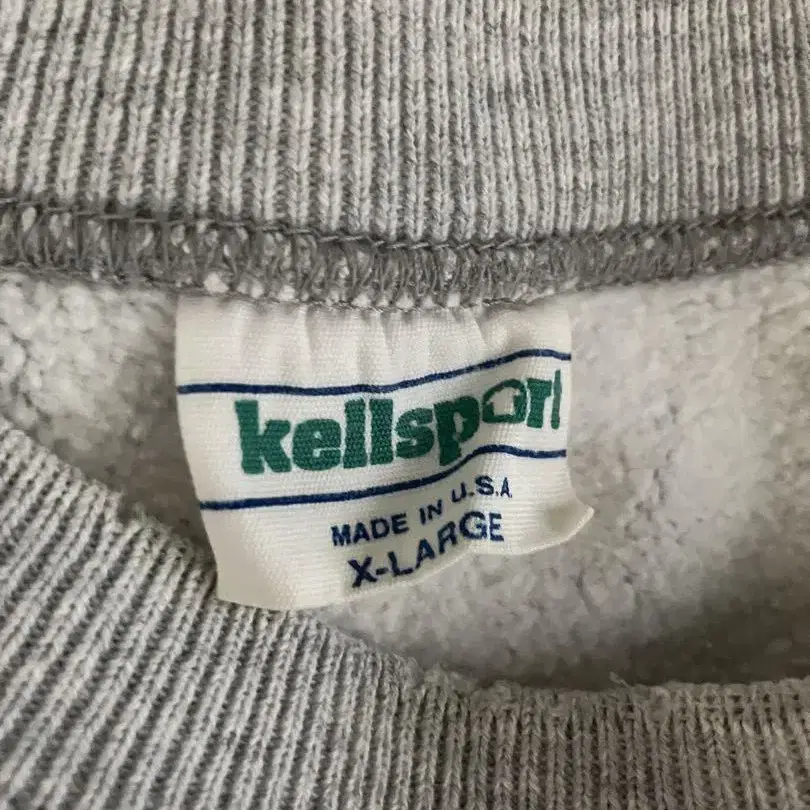 kellsport
MADE IN U.S.A.
X-LARGE